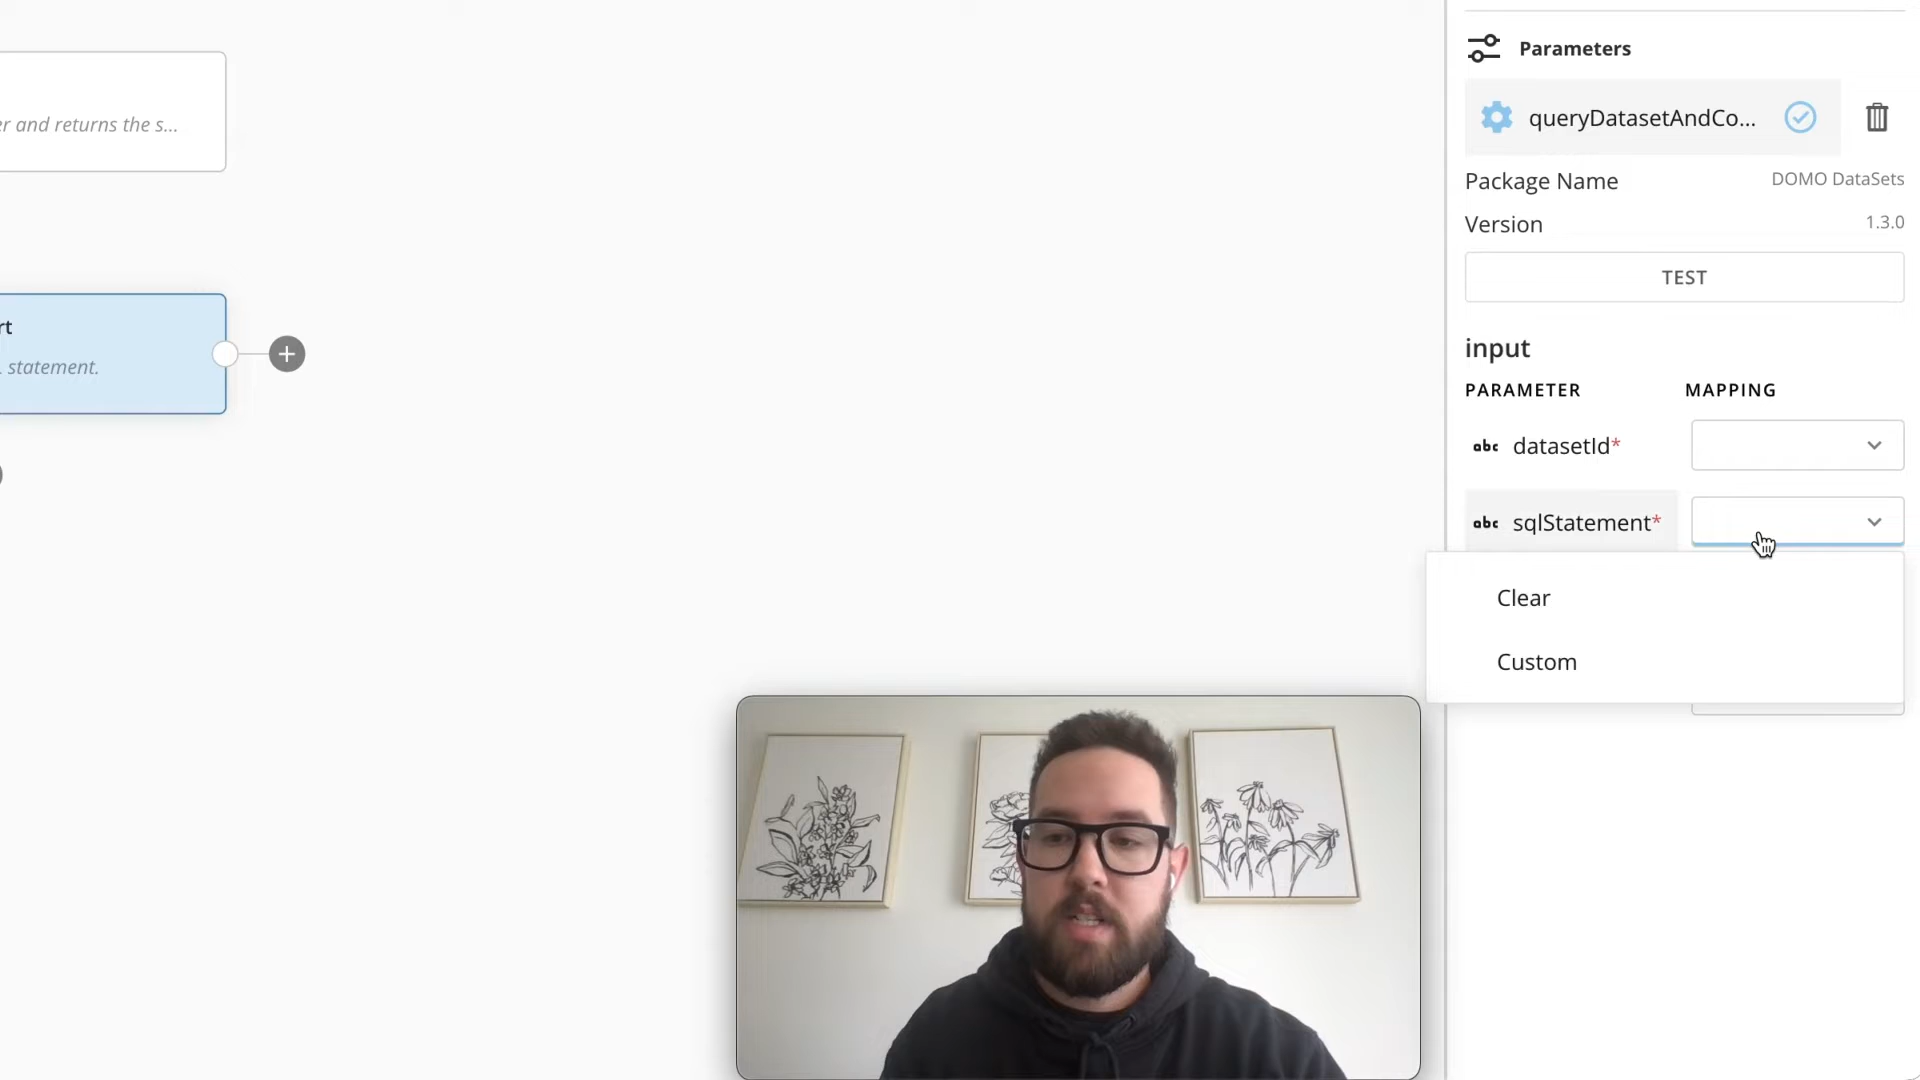 er and returns the s...
rt
. statement.
Parameters
queryDatasetAndCo...
Package Name DOMO DataSets
Version 1.3.0
TEST
input
PARAMETER MAPPING
abc datasetId*
abc sqlStatement*
Clear
Custom